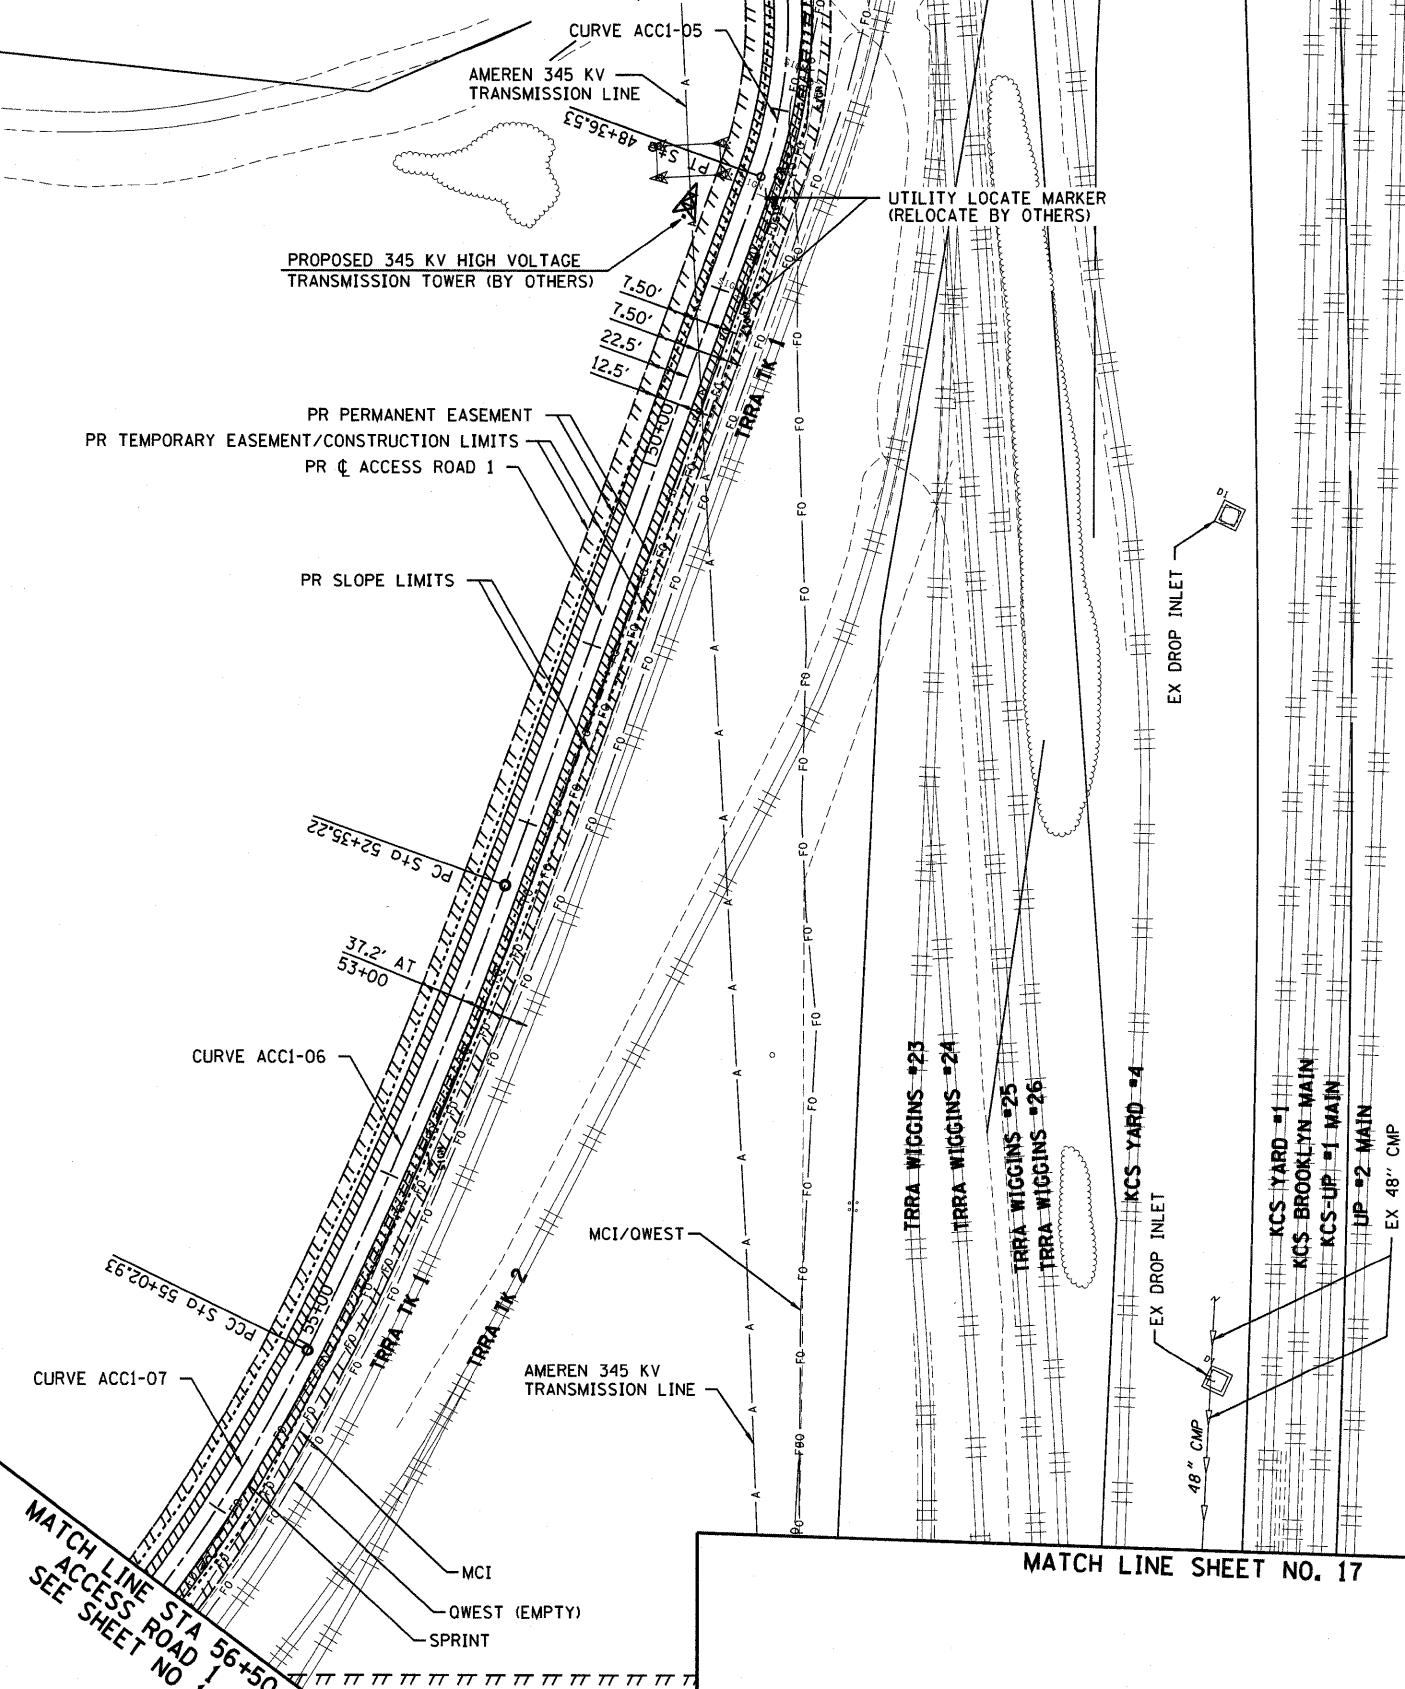 CURVE ACC1-05
AMEREN 345 KV
TRANSMISSION LINE
PT Sta 48+36.53
UTILITY LOCATE MARKER
(RELOCATE BY OTHERS)
PROPOSED 345 KV HIGH VOLTAGE
TRANSMISSION TOWER (BY OTHERS)
7.50'
7.50'
22.5'
12.5'
TRRA TK 1
50+00
PR PERMANENT EASEMENT
PR TEMPORARY EASEMENT/CONSTRUCTION LIMITS
PR ℄ ACCESS ROAD 1
DI
EX DROP INLET
PR SLOPE LIMITS
PC Sta 52+35.22
37.2' AT
53+00
CURVE ACC1-06
TRRA WIGGINS #23
TRRA WIGGINS #24
TRRA WIGGINS #25
TRRA WIGGINS #26
KCS YARD #4
KCS YARD #1
KCS BROOKLYN MAIN
KCS-UP #1 MAIN
UP #2 MAIN
EX 48" CMP
MCI/QWEST
EX DROP INLET
PCC Sta 55+02.93
55+00
TRRA TK 1
TRRA TK 2
CURVE ACC1-07
AMEREN 345 KV
TRANSMISSION LINE
48" CMP
MATCH LINE STA 56+50
ACCESS ROAD 1
SEE SHEET NO
MCI
QWEST (EMPTY)
SPRINT
MATCH LINE SHEET NO. 17